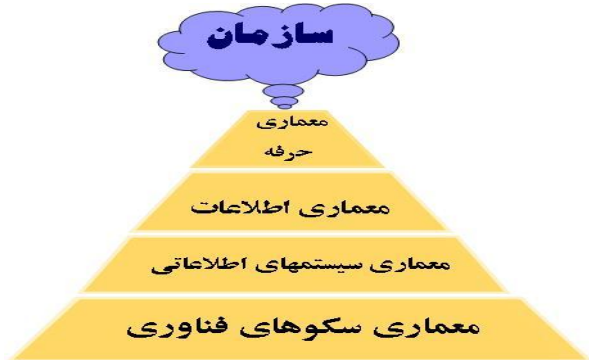 سازمان
معماری
حرفه
معماری اطلاعات
معماری سیستمهای اطلاعاتی
معماری سکوهای فناوری